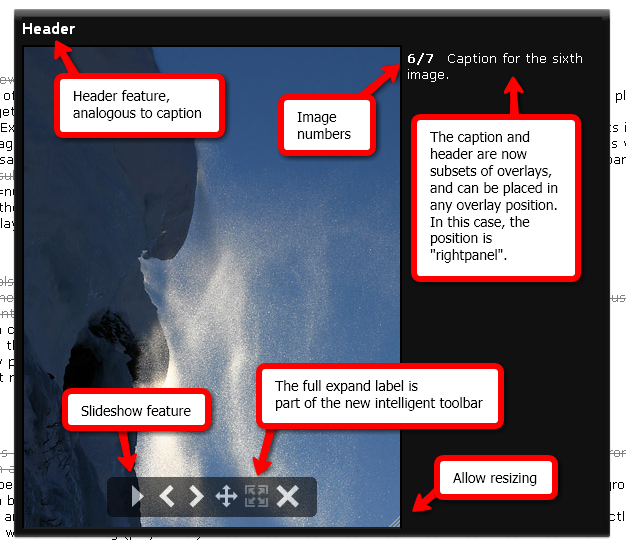 Header
6/7 Caption for the sixth
image.
Header feature,
analogous to caption
Image
numbers
The caption and
header are now
subsets of overlays,
and can be placed in
any overlay position.
In this case, the
position is
"rightpanel".
The full expand label is
part of the new intelligent toolbar
Slideshow feature
Allow resizing